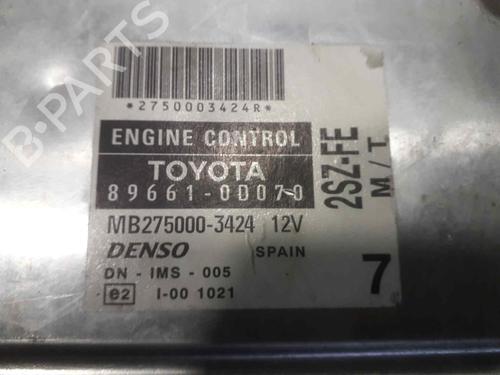 *2750003424R*
ENGINE CONTROL
TOYOTA
89661-0D070
2SZ-FE
M/T
MB275000-3424 12V
DENSO SPAIN
DN - IMS - 005
7
e2 I-00 1021
B-PARTS